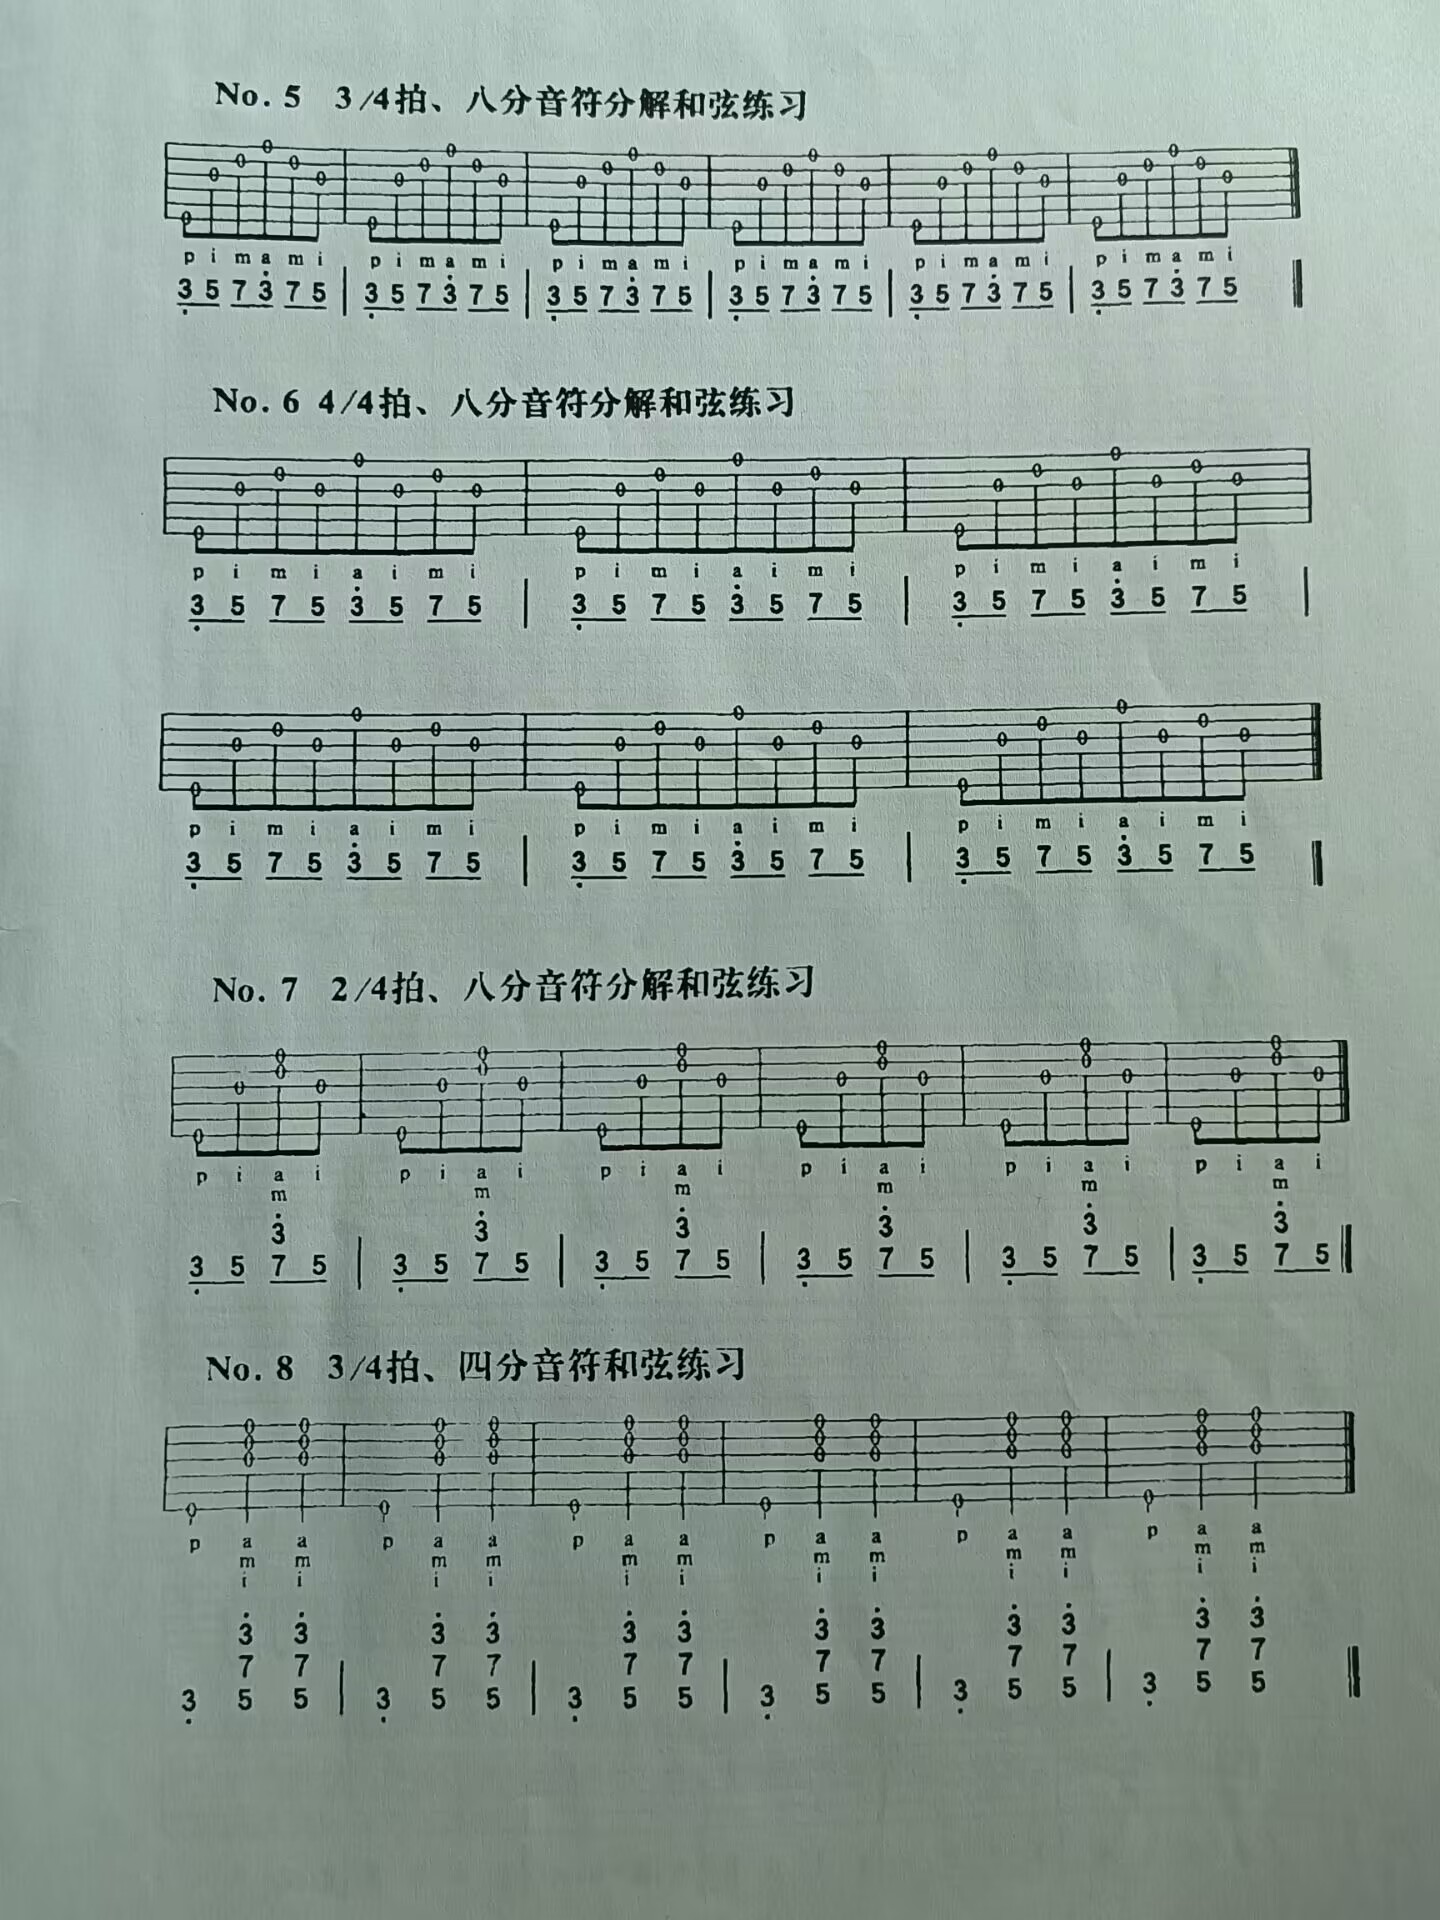 No. 5 3/4拍、八分音符分解和弦练习
p i m a m i p i m a m i p i m a m i p i m a m i p i m a m i p i m a m i
3 5 7 3 7 5 | 3 5 7 3 7 5 | 3 5 7 3 7 5 | 3 5 7 3 7 5 | 3 5 7 3 7 5 | 3 5 7 3 7 5
No. 6 4/4拍、八分音符分解和弦练习
p i m i a i m i p i m i a i m i p i m i a i m i
3 5 7 5 3 5 7 5 | 3 5 7 5 3 5 7 5 | 3 5 7 5 3 5 7 5 |
p i m i a i m i p i m i a i m i p i m i a i m i
3 5 7 5 3 5 7 5 | 3 5 7 5 3 5 7 5 | 3 5 7 5 3 5 7 5
No. 7 2/4拍、八分音符分解和弦练习
p i a i p i a i p i a i p i a i p i a i p i a i
m m m m m m
3 3 3 3 3 3
3 5 7 5 | 3 5 7 5 | 3 5 7 5 | 3 5 7 5 | 3 5 7 5 | 3 5 7 5
No. 8 3/4拍、四分音符和弦练习
p a a p a a p a a p a a p a a p a a
m m m m m m m m m m m m
i i i i i i i i i i i i
3 3 3 3 3 3 3 3 3 3 3 3
7 7 7 7 7 7 7 7 7 7 7 7
3 5 5 | 3 5 5 | 3 5 5 | 3 5 5 | 3 5 5 | 3 5 5